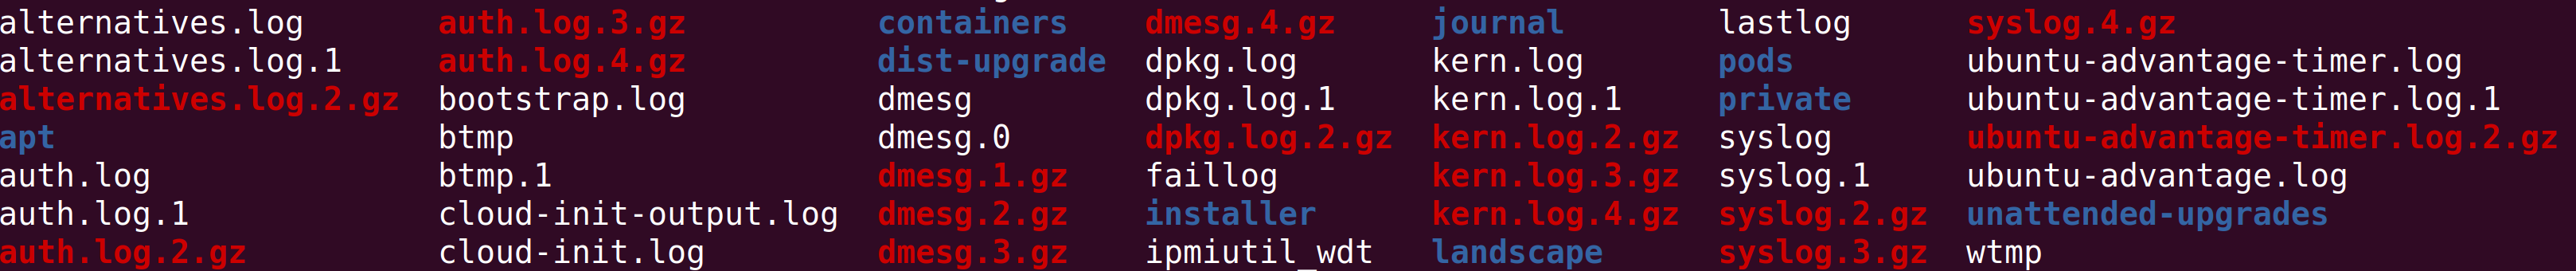 alternatives.log auth.log.3.gz containers dmesg.4.gz journal lastlog syslog.4.gz
alternatives.log.1 auth.log.4.gz dist-upgrade dpkg.log kern.log pods ubuntu-advantage-timer.log
alternatives.log.2.gz bootstrap.log dmesg dpkg.log.1 kern.log.1 private ubuntu-advantage-timer.log.1
apt btmp dmesg.0 dpkg.log.2.gz kern.log.2.gz syslog ubuntu-advantage-timer.log.2.gz
auth.log btmp.1 dmesg.1.gz faillog kern.log.3.gz syslog.1 ubuntu-advantage.log
auth.log.1 cloud-init-output.log dmesg.2.gz installer kern.log.4.gz syslog.2.gz unattended-upgrades
auth.log.2.gz cloud-init.log dmesg.3.gz ipmiutil_wdt landscape syslog.3.gz wtmp